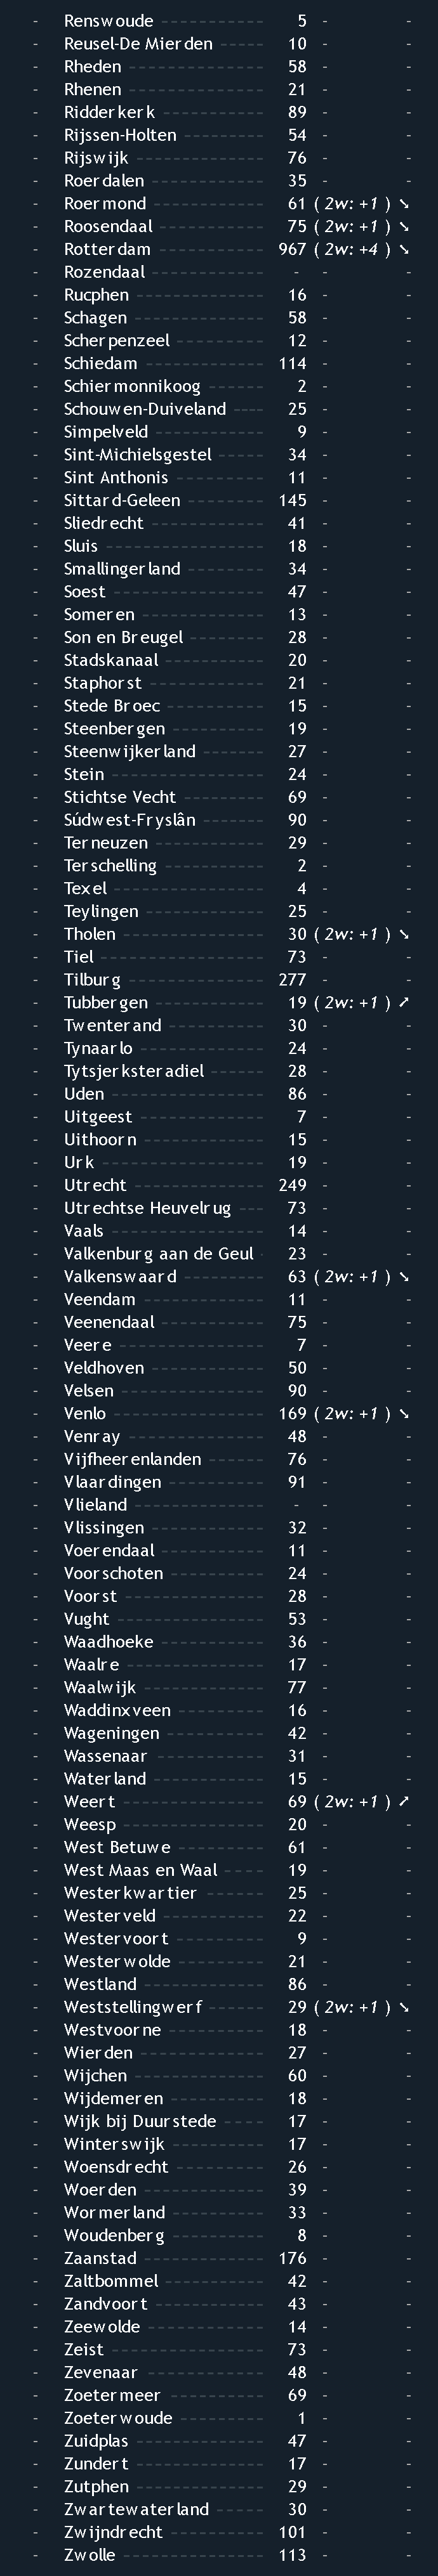 - Renswoude ------------ 5 - -
- Reusel-De Mierden ------ 10 - -
- Rheden ---------------- 58 - -
- Rhenen ---------------- 21 - -
- Ridderkerk ------------ 89 - -
- Rijssen-Holten ---------- 54 - -
- Rijswijk --------------- 76 - -
- Roerdalen ------------- 35 - -
- Roermond ------------- 61 ( 2w: +1 ) ↘
- Roosendaal ------------ 75 ( 2w: +1 ) ↘
- Rotterdam ------------ 967 ( 2w: +4 ) ↘
- Rozendaal ------------- - - -
- Rucphen -------------- 16 - -
- Schagen --------------- 58 - -
- Scherpenzeel ---------- 12 - -
- Schiedam ------------- 114 - -
- Schiermonnikoog ------ 2 - -
- Schouwen-Duiveland ---- 25 - -
- Simpelveld ------------ 9 - -
- Sint-Michielsgestel ----- 34 - -
- Sint Anthonis ---------- 11 - -
- Sittard-Geleen --------- 145 - -
- Sliedrecht ------------- 41 - -
- Sluis ------------------ 18 - -
- Smallingerland --------- 34 - -
- Soest ----------------- 47 - -
- Someren -------------- 13 - -
- Son en Breugel --------- 28 - -
- Stadskanaal ------------ 20 - -
- Staphorst -------------- 21 - -
- Stede Broec ----------- 15 - -
- Steenbergen ----------- 19 - -
- Steenwijkerland ------- 27 - -
- Stein ----------------- 24 - -
- Stichtse Vecht --------- 69 - -
- Súdwest-Fryslân -------- 90 - -
- Terneuzen ------------- 29 - -
- Terschelling ------------ 2 - -
- Texel ----------------- 4 - -
- Teylingen ------------- 25 - -
- Tholen ---------------- 30 ( 2w: +1 ) ↘
- Tiel ------------------- 73 - -
- Tilburg --------------- 277 - -
- Tubbergen ------------ 19 ( 2w: +1 ) ↗
- Twenterand ----------- 30 - -
- Tynaarlo -------------- 24 - -
- Tytsjerksteradiel ------- 28 - -
- Uden ----------------- 86 - -
- Uitgeest -------------- 7 - -
- Uithoorn -------------- 15 - -
- Urk ------------------- 19 - -
- Utrecht --------------- 249 - -
- Utrechtse Heuvelrug ---- 73 - -
- Vaals ----------------- 14 - -
- Valkenburg aan de Geul - 23 - -
- Valkenswaard ---------- 63 ( 2w: +1 ) ↘
- Veendam -------------- 11 - -
- Veenendaal ------------ 75 - -
- Veere ----------------- 7 - -
- Veldhoven ------------- 50 - -
- Velsen ---------------- 90 - -
- Venlo ----------------- 169 ( 2w: +1 ) ↘
- Venray ---------------- 48 - -
- Vijfheerenlanden ------- 76 - -
- Vlaardingen ------------ 91 - -
- Vlieland --------------- - - -
- Vlissingen ------------- 32 - -
- Voerendaal ------------ 11 - -
- Voorschoten ----------- 24 - -
- Voorst ---------------- 28 - -
- Vught ----------------- 53 - -
- Waadhoeke ------------ 36 - -
- Waalre ---------------- 17 - -
- Waalwijk -------------- 77 - -
- Waddinxveen ---------- 16 - -
- Wageningen ----------- 42 - -
- Wassenaar ------------ 31 - -
- Waterland ------------- 15 - -
- Weert ---------------- 69 ( 2w: +1 ) ↗
- Weesp ---------------- 20 - -
- West Betuwe ---------- 61 - -
- West Maas en Waal ---- 19 - -
- Westerkwartier -------- 25 - -
- Westerveld ------------ 22 - -
- Westervoort ----------- 9 - -
- Westerwolde ---------- 21 - -
- Westland -------------- 86 - -
- Weststellingwerf ------- 29 ( 2w: +1 ) ↘
- Westvoorne ----------- 18 - -
- Wierden -------------- 27 - -
- Wijchen --------------- 60 - -
- Wijdemeren ----------- 18 - -
- Wijk bij Duurstede ---- 17 - -
- Winterswijk ----------- 17 - -
- Woensdrecht ---------- 26 - -
- Woerden -------------- 39 - -
- Wormerland ----------- 33 - -
- Woudenberg ----------- 8 - -
- Zaanstad -------------- 176 - -
- Zaltbommel ----------- 42 - -
- Zandvoort ------------- 43 - -
- Zeewolde ------------- 14 - -
- Zeist ------------------ 73 - -
- Zevenaar ------------- 48 - -
- Zoetermeer ----------- 69 - -
- Zoeterwoude ---------- 1 - -
- Zuidplas --------------- 47 - -
- Zundert --------------- 17 - -
- Zutphen --------------- 29 - -
- Zwartewaterland ------ 30 - -
- Zwijndrecht ----------- 101 - -
- Zwolle ---------------- 113 - -